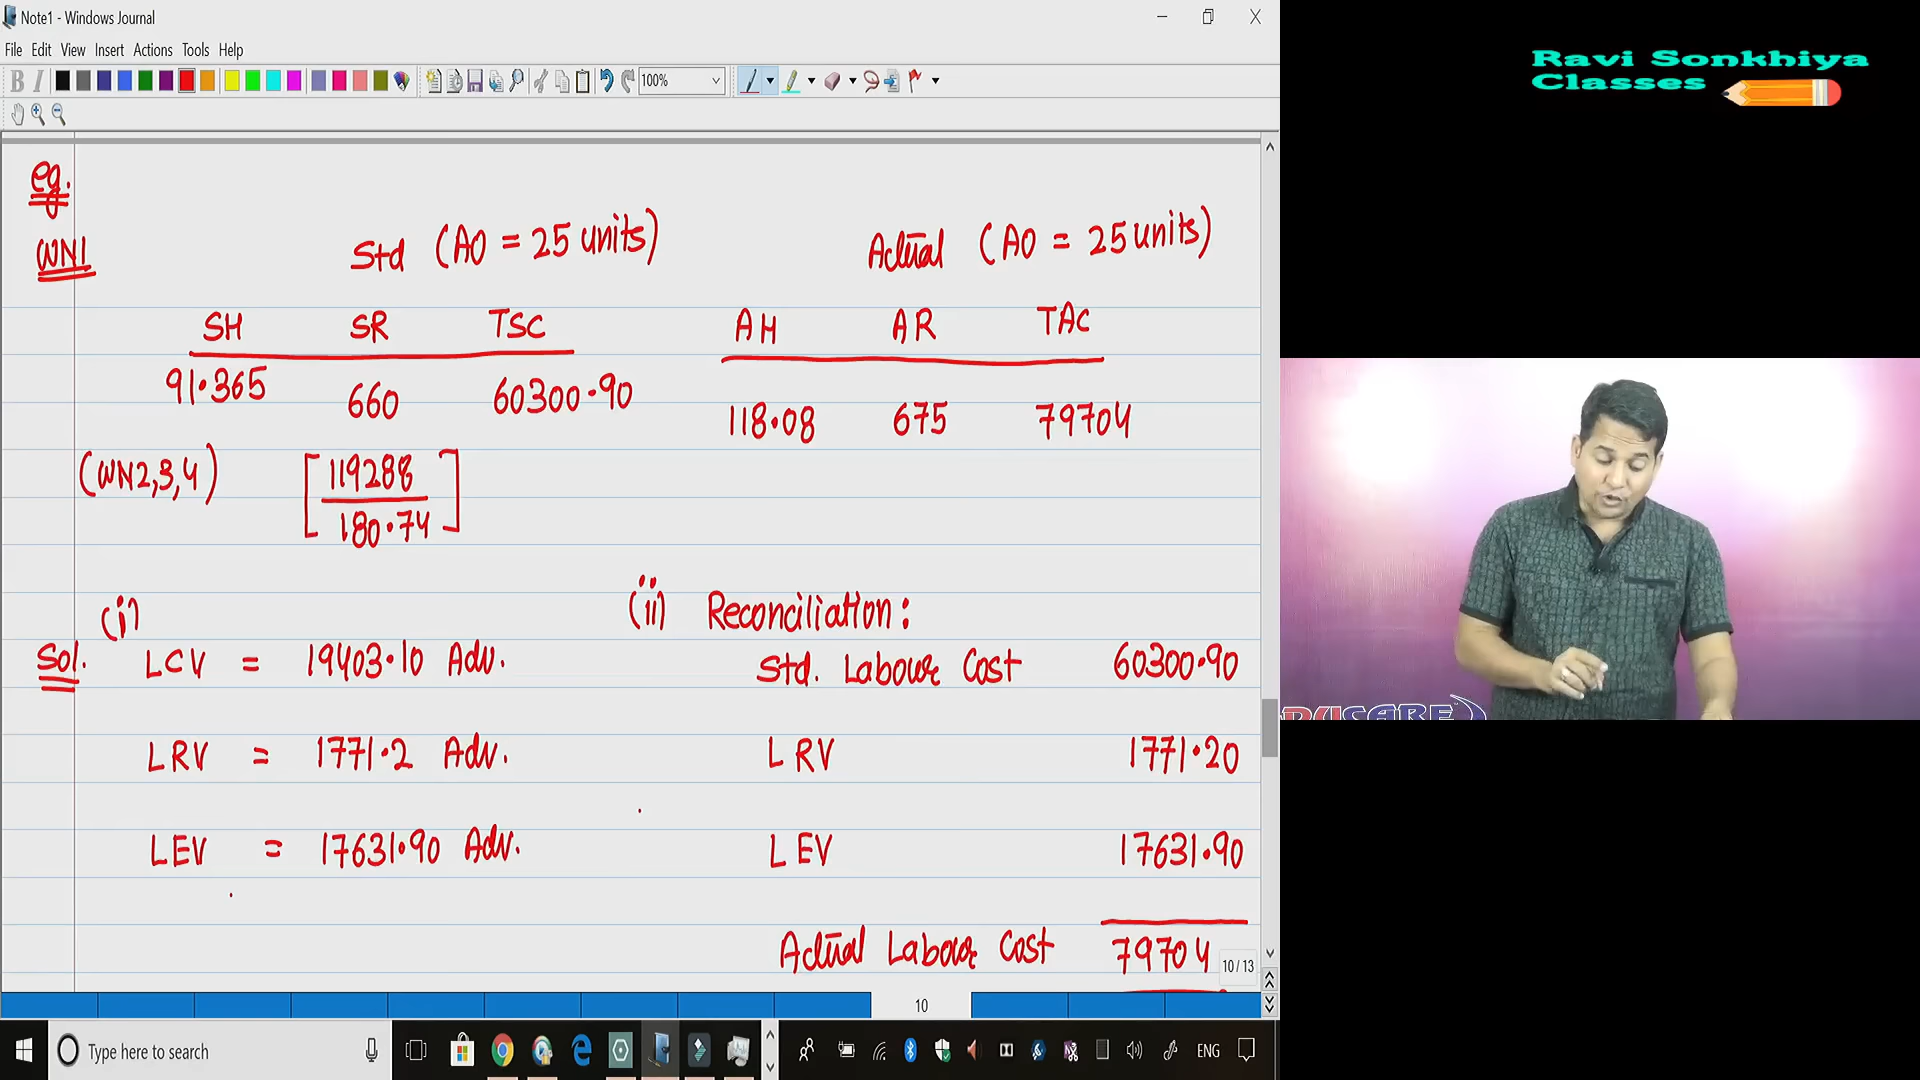 Note1 - Windows Journal
File Edit View Insert Actions Tools Help
B I 100%
Ravi Sonkhiya
Classes
eg.
WN1
Std (AO = 25 units)
Actual (AO = 25 units)
SH SR TSC
AH AR TAC
91.365 660 60300.90
118.08 675 79704
(WN2,3,4) [119288
180.74]
(i)
(ii) Reconciliation:
Sol. LCV = 19403.10 Adv.
Std. Labour Cost 60300.90
LRV = 1771.2 Adv.
LRV 1771.20
LEV = 17631.90 Adv.
LEV 17631.90
Actual Labour Cost 79704
10/13
10
Type here to search
ENG